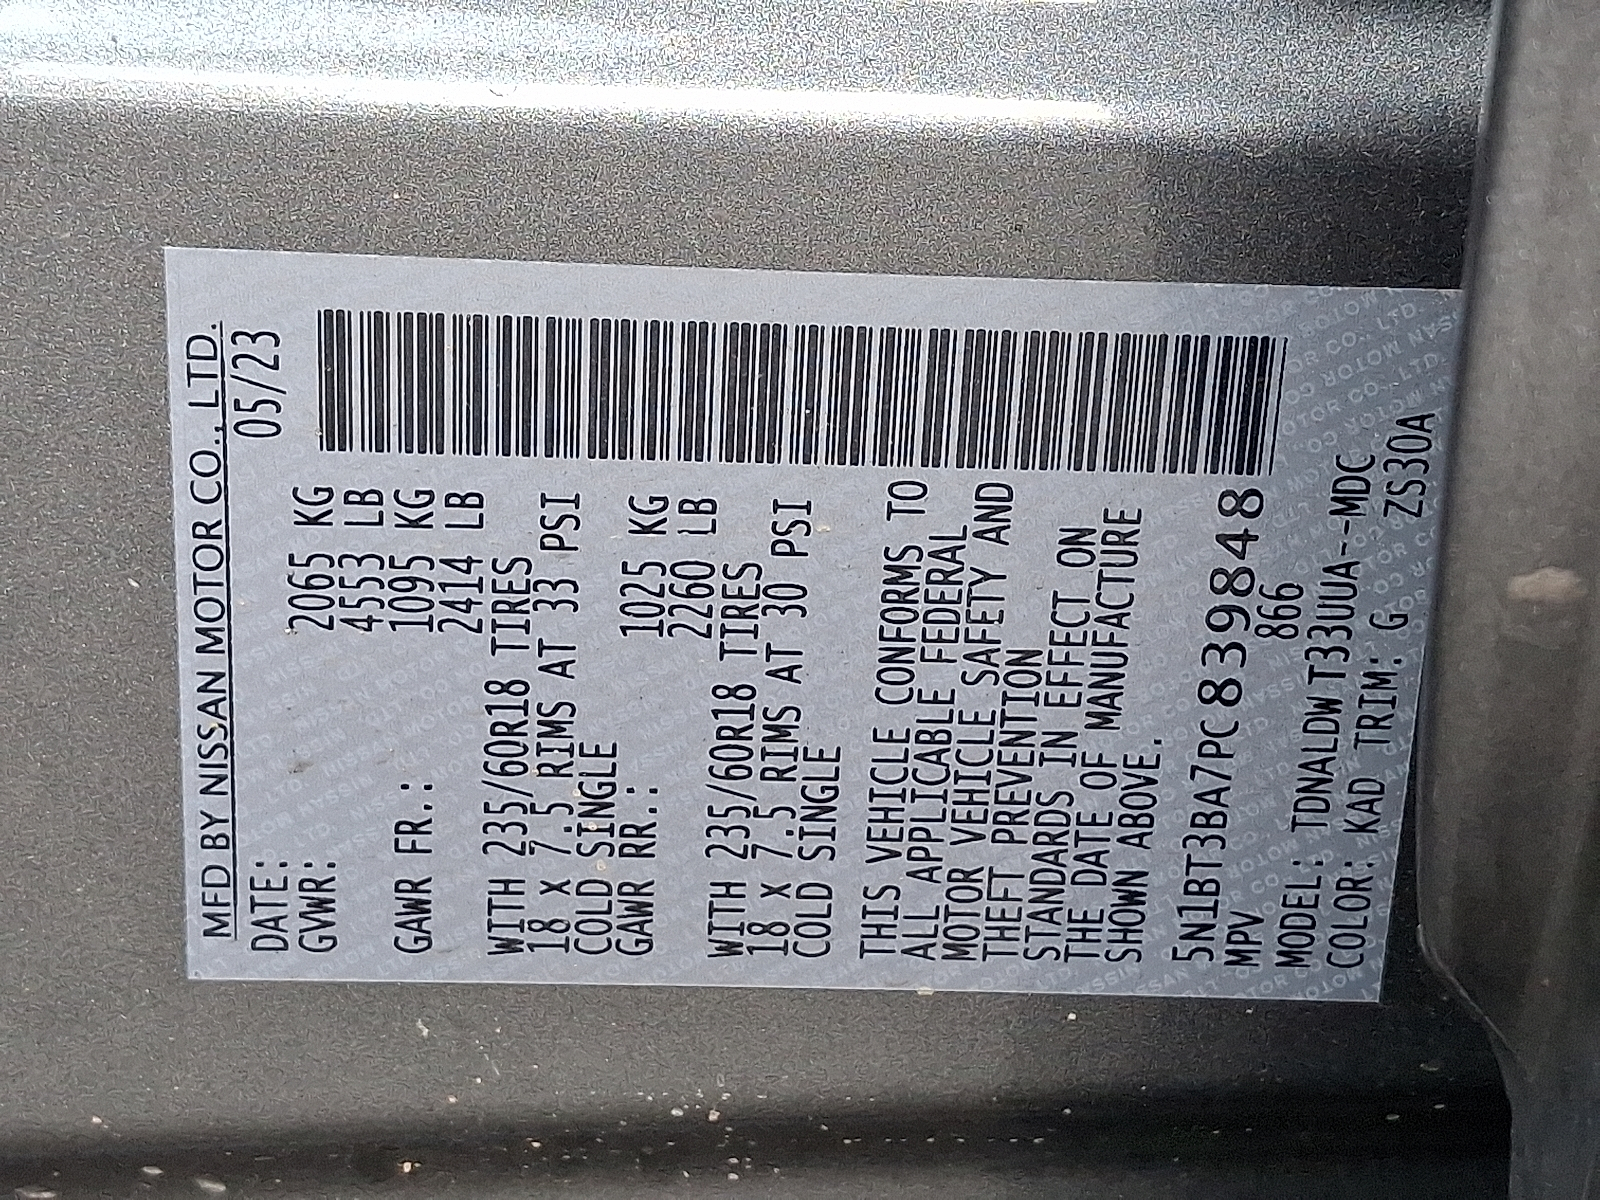 MFD BY NISSAN MOTOR CO., LTD.
DATE: 05/23
GVWR: 2065 KG
4553 LB
GAWR FR.: 1095 KG
2414 LB
WITH 235/60R18 TIRES
18 x 7.5 RIMS AT 33 PSI
COLD SINGLE
GAWR RR.: 1025 KG
2260 LB
WITH 235/60R18 TIRES
18 x 7.5 RIMS AT 30 PSI
COLD SINGLE
THIS VEHICLE CONFORMS TO
ALL APPLICABLE FEDERAL
MOTOR VEHICLE SAFETY AND
THEFT PREVENTION
STANDARDS IN EFFECT ON
THE DATE OF MANUFACTURE
SHOWN ABOVE.
5N1BT3BA7PC839848
MPV 866
MODEL: TDNALDW T33UUA--MDC
COLOR: KAD TRIM: G ZS30A